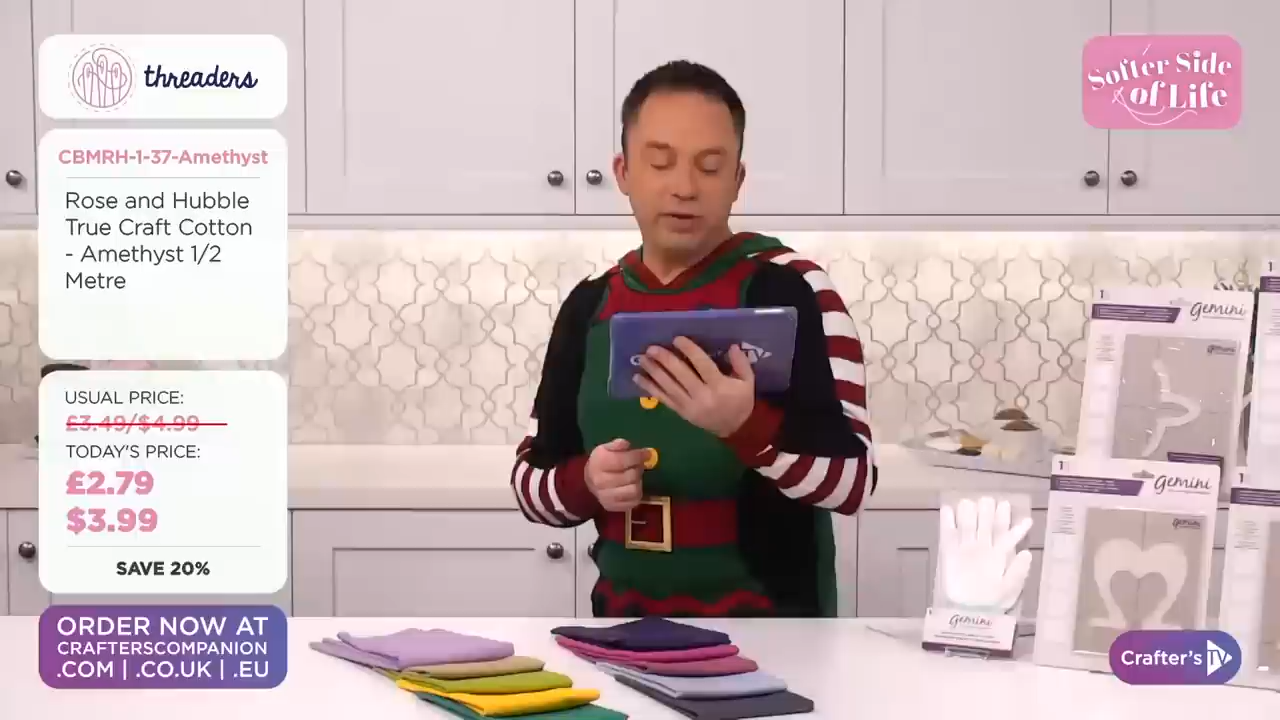 threaders
CBMRH-1-37-Amethyst
Rose and Hubble
True Craft Cotton
- Amethyst 1/2
Metre
USUAL PRICE:
£3.49/$4.99
TODAY'S PRICE:
£2.79
$3.99
SAVE 20%
ORDER NOW AT
CRAFTERSCOMPANION
.COM | .CO.UK | .EU
Softer Side
of Life
gemini
gemini
gemini
Crafter's TV